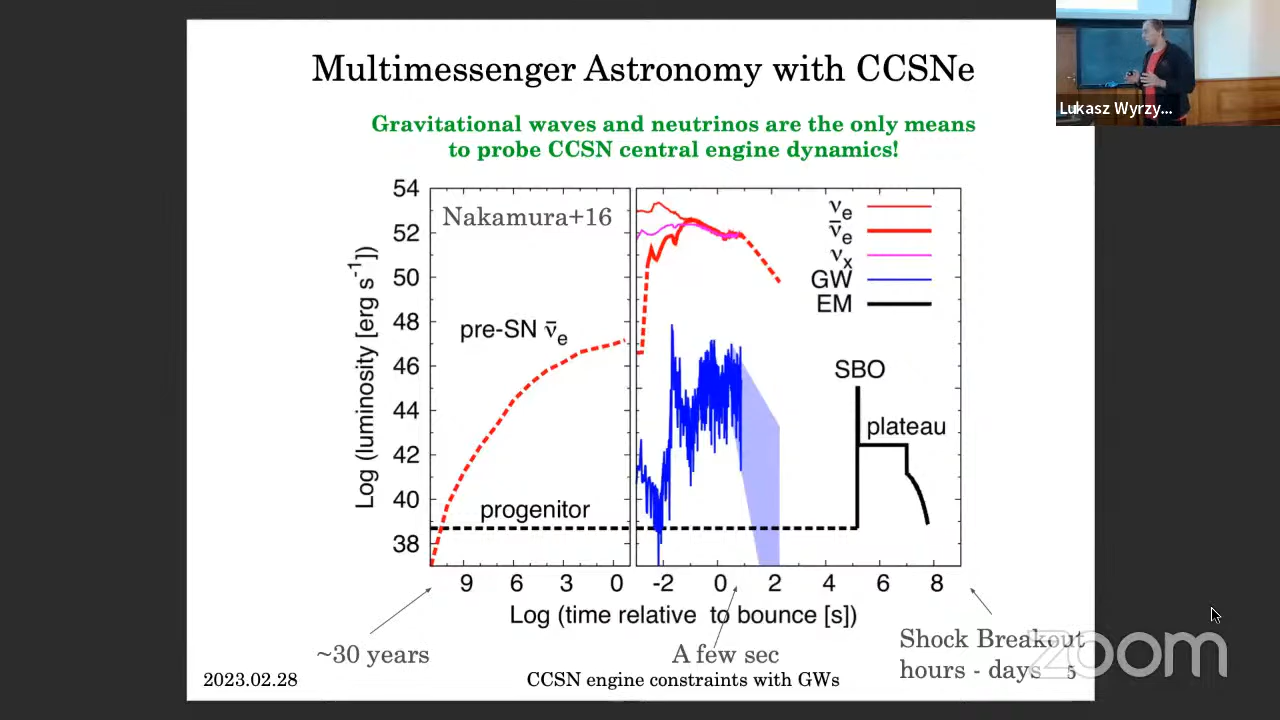 Multimessenger Astronomy with CCSNe
Lukasz Wyrzy...
Gravitational waves and neutrinos are the only means
to probe CCSN central engine dynamics!
Nakamura+16
54
52
50
48
46
44
42
40
38
Log (luminosity [erg s⁻¹])
νe
ν̄e
νx
GW
EM
pre-SN ν̄e
SBO
plateau
progenitor
9 6 3 0 -2 0 2 4 6 8
Log (time relative to bounce [s])
~30 years
A few sec
Shock Breakout
hours - days
2023.02.28
CCSN engine constraints with GWs
5
zoom